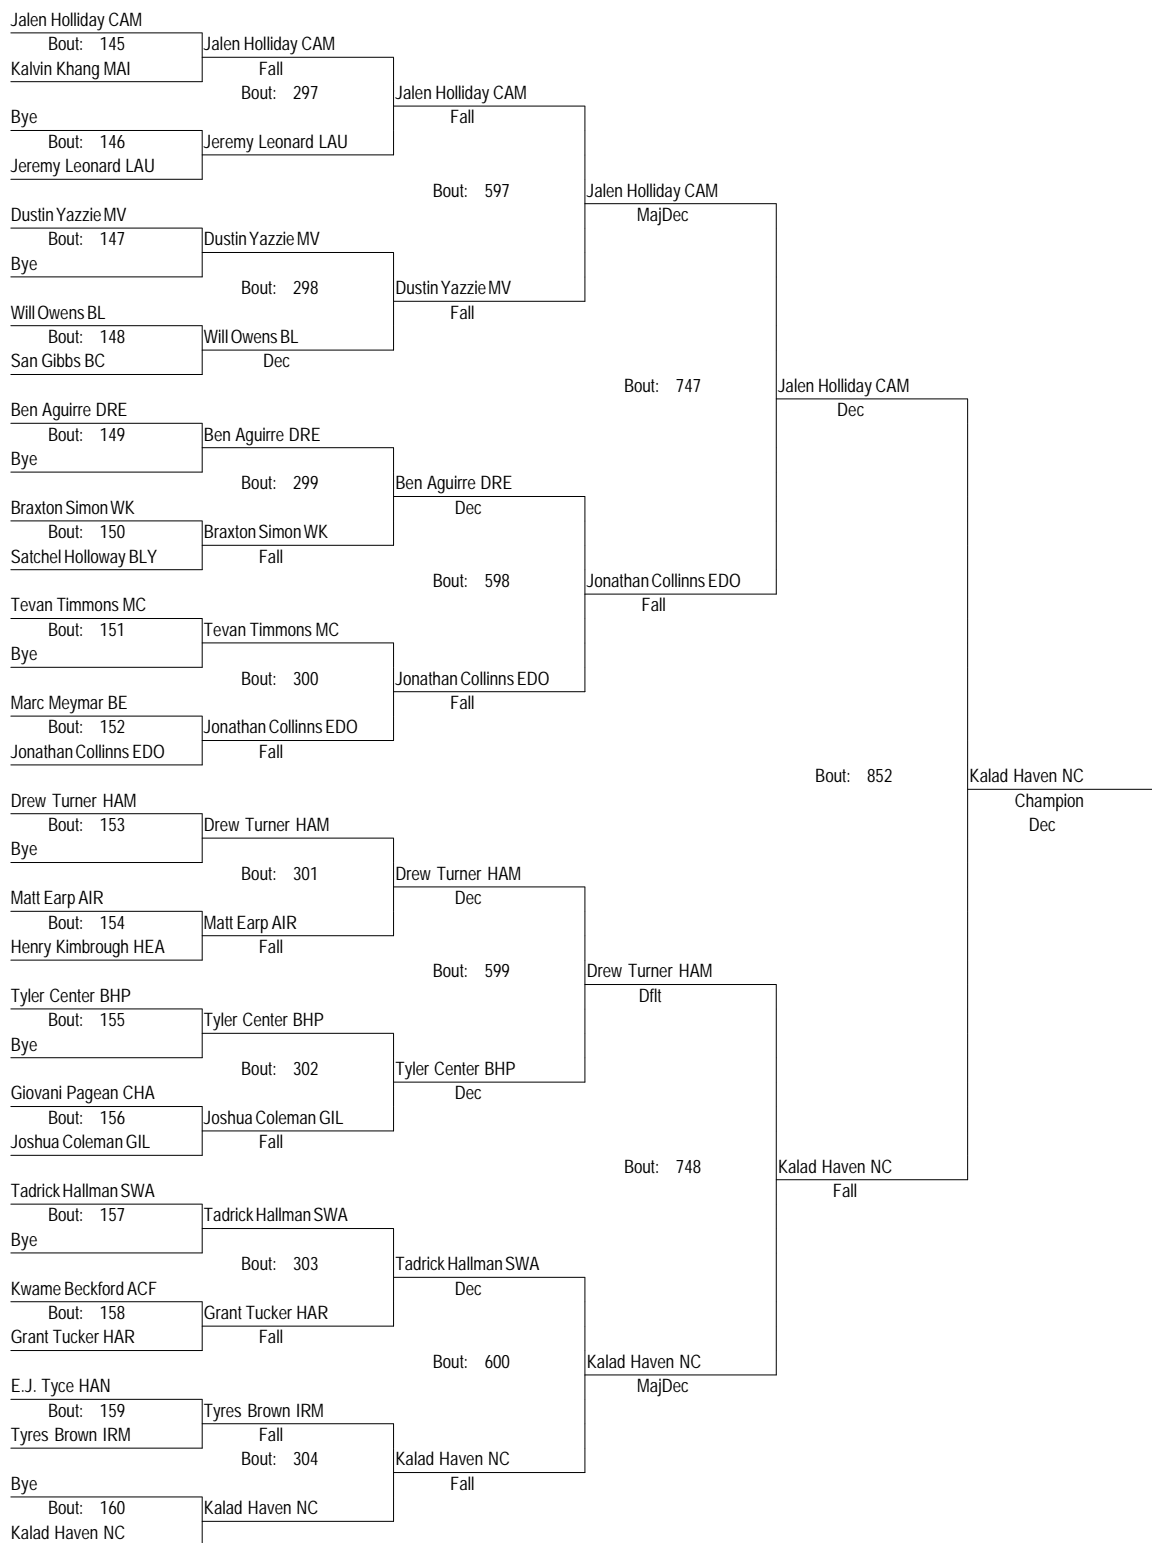 Jalen Holliday CAM
Bout: 145
Jalen Holliday CAM
Kalvin Khang MAI
Fall
Bout: 297
Jalen Holliday CAM
Bye
Fall
Bout: 146
Jeremy Leonard LAU
Jeremy Leonard LAU
Bout: 597
Jalen Holliday CAM
Dustin Yazzie MV
MajDec
Bout: 147
Dustin Yazzie MV
Bye
Bout: 298
Dustin Yazzie MV
Will Owens BL
Fall
Bout: 148
Will Owens BL
San Gibbs BC
Dec
Bout: 747
Jalen Holliday CAM
Ben Aguirre DRE
Dec
Bout: 149
Ben Aguirre DRE
Bye
Bout: 299
Ben Aguirre DRE
Braxton Simon WK
Dec
Bout: 150
Braxton Simon WK
Satchel Holloway BLY
Fall
Bout: 598
Jonathan Collinns EDO
Tevan Timmons MC
Fall
Bout: 151
Tevan Timmons MC
Bye
Bout: 300
Jonathan Collinns EDO
Marc Meymar BE
Fall
Bout: 152
Jonathan Collinns EDO
Jonathan Collinns EDO
Fall
Bout: 852
Kalad Haven NC
Drew Turner HAM
Champion
Bout: 153
Drew Turner HAM
Dec
Bye
Bout: 301
Drew Turner HAM
Matt Earp AIR
Dec
Bout: 154
Matt Earp AIR
Henry Kimbrough HEA
Fall
Bout: 599
Drew Turner HAM
Tyler Center BHP
Dflt
Bout: 155
Tyler Center BHP
Bye
Bout: 302
Tyler Center BHP
Giovani Pagean CHA
Dec
Bout: 156
Joshua Coleman GIL
Joshua Coleman GIL
Fall
Bout: 748
Kalad Haven NC
Tadrick Hallman SWA
Fall
Bout: 157
Tadrick Hallman SWA
Bye
Bout: 303
Tadrick Hallman SWA
Kwame Beckford ACF
Dec
Bout: 158
Grant Tucker HAR
Grant Tucker HAR
Fall
Bout: 600
Kalad Haven NC
E.J. Tyce HAN
MajDec
Bout: 159
Tyres Brown IRM
Tyres Brown IRM
Fall
Bout: 304
Kalad Haven NC
Bye
Fall
Bout: 160
Kalad Haven NC
Kalad Haven NC